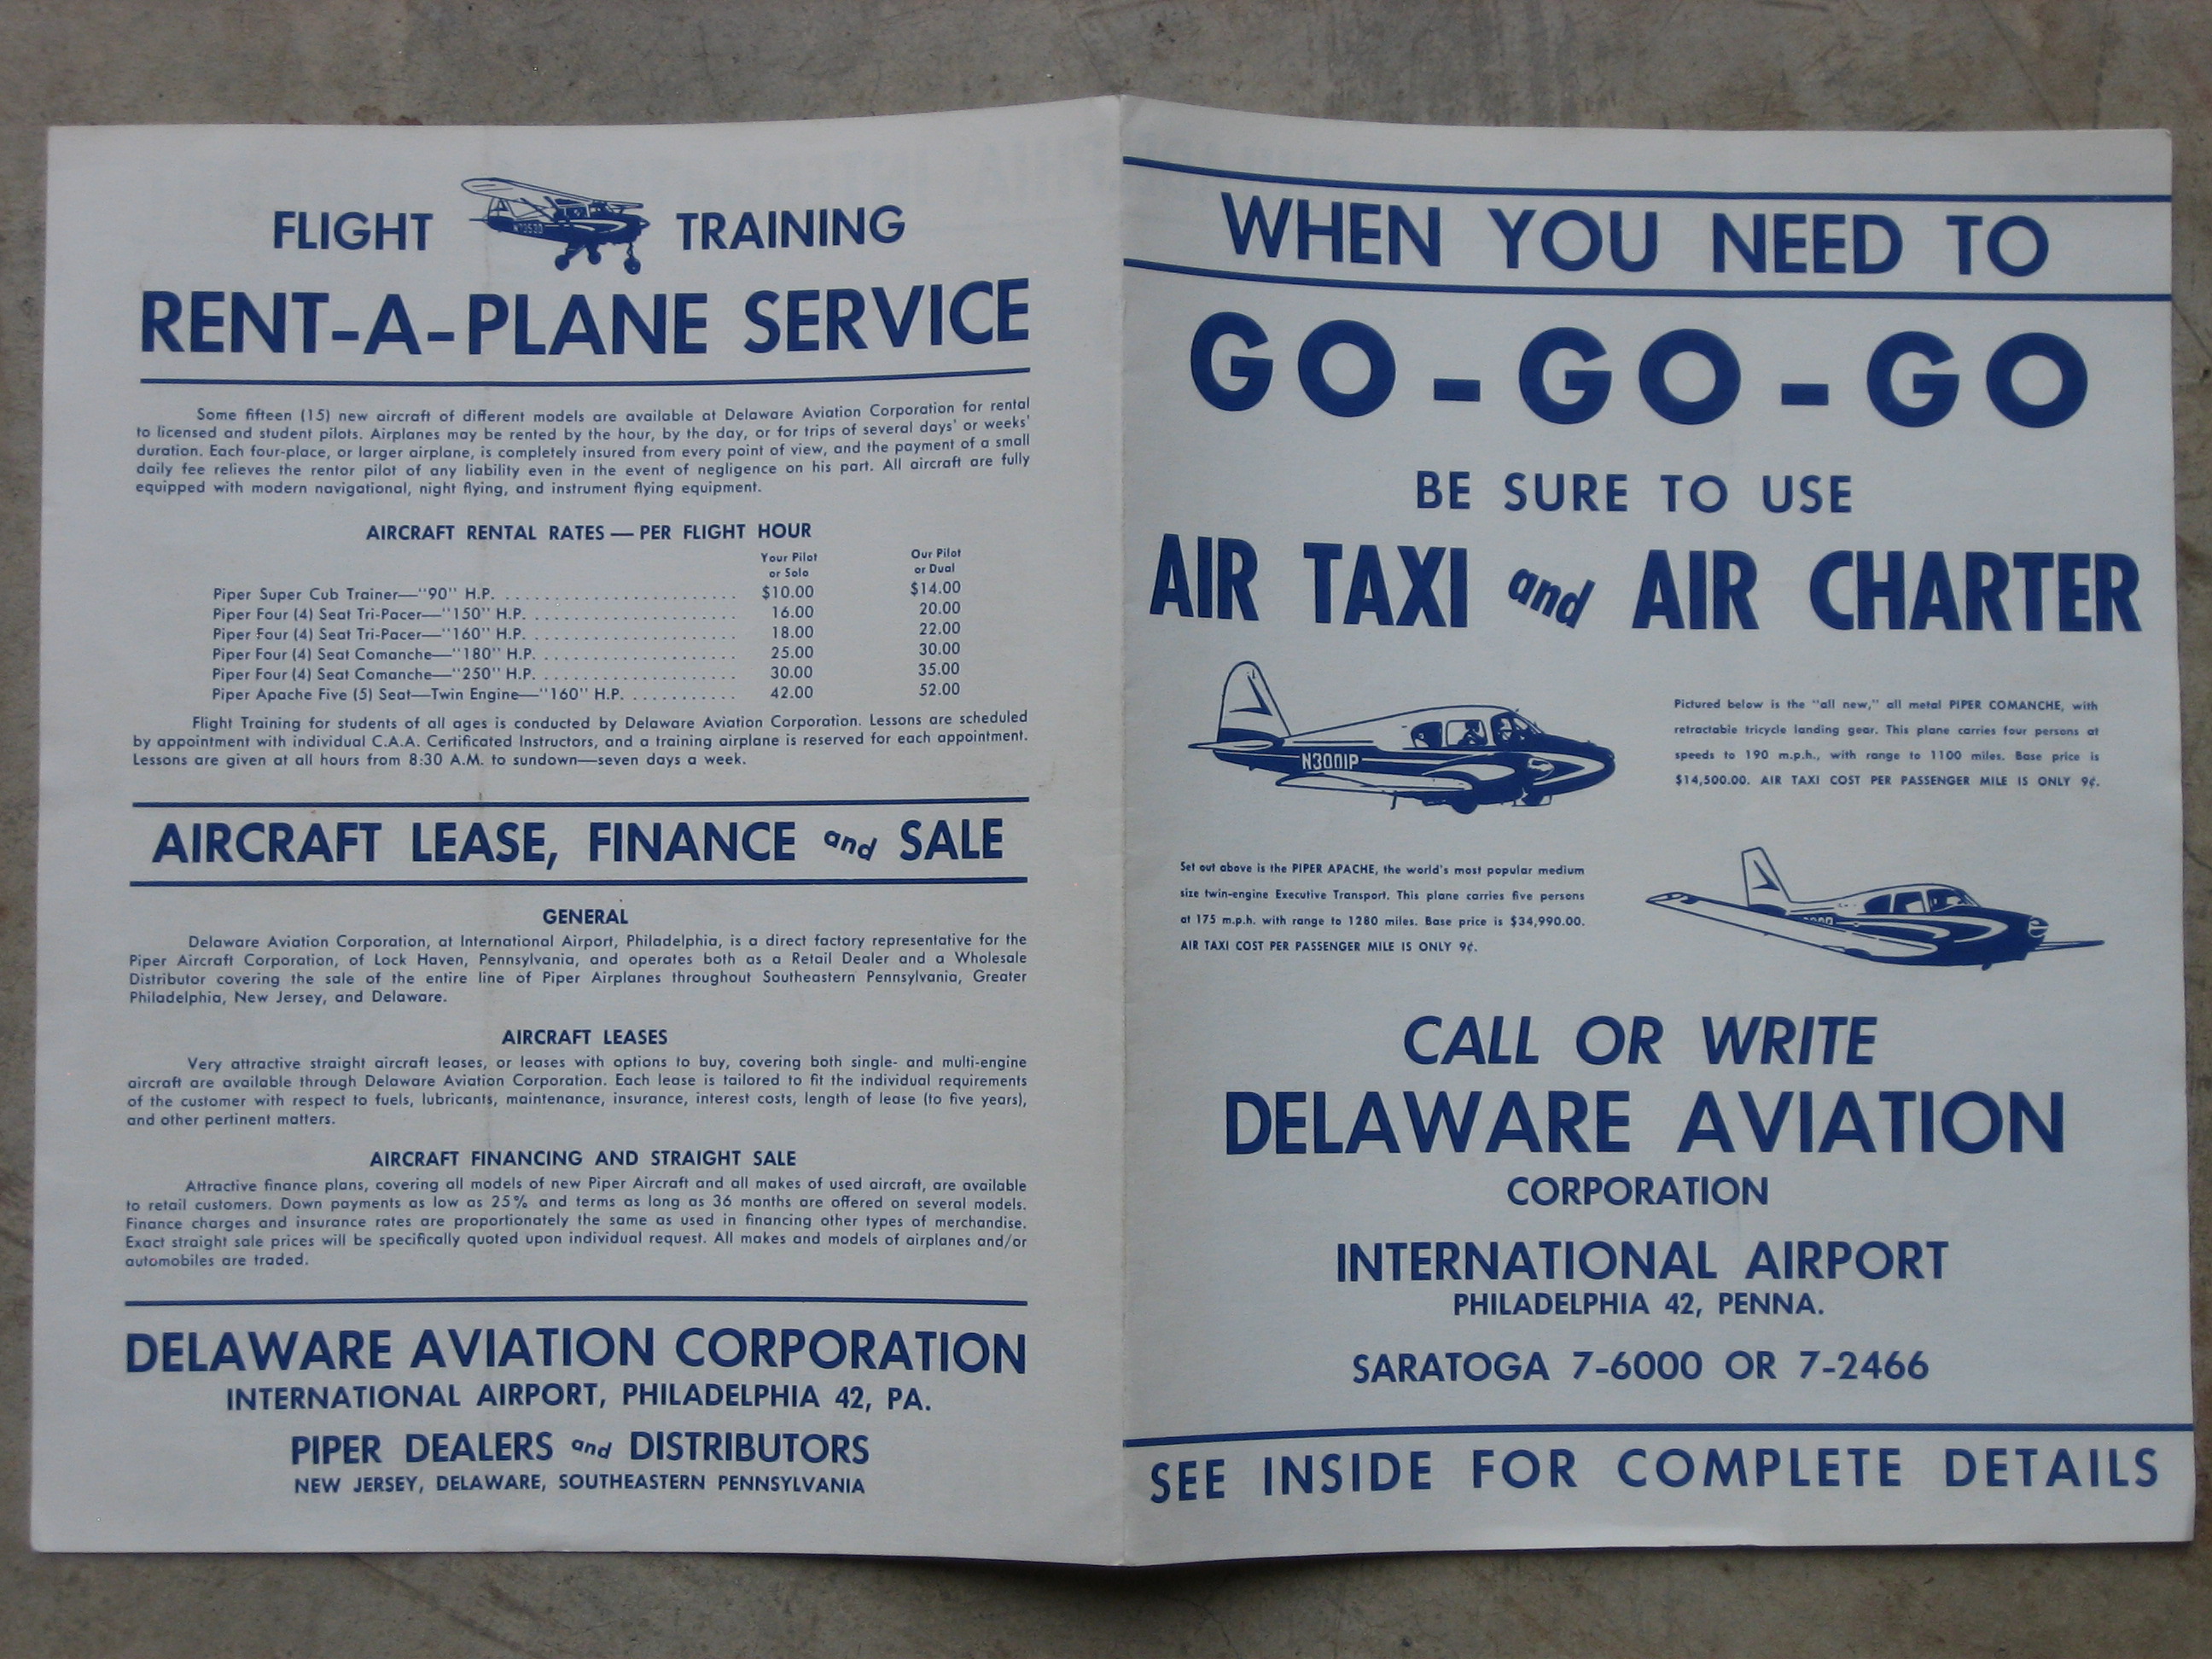 FLIGHT TRAINING
N7353D
RENT-A-PLANE SERVICE
Some fifteen (15) new aircraft of different models are available at Delaware Aviation Corporation for rental
to licensed and student pilots. Airplanes may be rented by the hour, by the day, or for trips of several days' or weeks'
duration. Each four-place, or larger airplane, is completely insured from every point of view, and the payment of a small
daily fee relieves the rentor pilot of any liability even in the event of negligence on his part. All aircraft are fully
equipped with modern navigational, night flying, and instrument flying equipment.
AIRCRAFT RENTAL RATES — PER FLIGHT HOUR
Your Pilot Our Pilot
or Solo or Dual
Piper Super Cub Trainer—"90" H.P. ........................ $10.00 $14.00
Piper Four (4) Seat Tri-Pacer—"150" H.P. ..................... 16.00 20.00
Piper Four (4) Seat Tri-Pacer—"160" H.P. ..................... 18.00 22.00
Piper Four (4) Seat Comanche—"180" H.P. .................... 25.00 30.00
Piper Four (4) Seat Comanche—"250" H.P. .................... 30.00 35.00
Piper Apache Five (5) Seat—Twin Engine—"160" H.P. ........... 42.00 52.00
Flight Training for students of all ages is conducted by Delaware Aviation Corporation. Lessons are scheduled
by appointment with individual C.A.A. Certificated Instructors, and a training airplane is reserved for each appointment.
Lessons are given at all hours from 8:30 A.M. to sundown—seven days a week.
AIRCRAFT LEASE, FINANCE and SALE
GENERAL
Delaware Aviation Corporation, at International Airport, Philadelphia, is a direct factory representative for the
Piper Aircraft Corporation, of Lock Haven, Pennsylvania, and operates both as a Retail Dealer and a Wholesale
Distributor covering the sale of the entire line of Piper Airplanes throughout Southeastern Pennsylvania, Greater
Philadelphia, New Jersey, and Delaware.
AIRCRAFT LEASES
Very attractive straight aircraft leases, or leases with options to buy, covering both single- and multi-engine
aircraft are available through Delaware Aviation Corporation. Each lease is tailored to fit the individual requirements
of the customer with respect to fuels, lubricants, maintenance, insurance, interest costs, length of lease (to five years),
and other pertinent matters.
AIRCRAFT FINANCING AND STRAIGHT SALE
Attractive finance plans, covering all models of new Piper Aircraft and all makes of used aircraft, are available
to retail customers. Down payments as low as 25% and terms as long as 36 months are offered on several models.
Finance charges and insurance rates are proportionately the same as used in financing other types of merchandise.
Exact straight sale prices will be specifically quoted upon individual request. All makes and models of airplanes and/or
automobiles are traded.
DELAWARE AVIATION CORPORATION
INTERNATIONAL AIRPORT, PHILADELPHIA 42, PA.
PIPER DEALERS and DISTRIBUTORS
NEW JERSEY, DELAWARE, SOUTHEASTERN PENNSYLVANIA
WHEN YOU NEED TO
GO-GO-GO
BE SURE TO USE
AIR TAXI and AIR CHARTER
N3001P
Pictured below is the "all new," all metal PIPER COMANCHE, with
retractable tricycle landing gear. This plane carries four persons at
speeds to 190 m.p.h., with range to 1100 miles. Base price is
$14,500.00. AIR TAXI COST PER PASSENGER MILE IS ONLY 9¢.
Set out above is the PIPER APACHE, the world's most popular medium
size twin-engine Executive Transport. This plane carries five persons
at 175 m.p.h. with range to 1280 miles. Base price is $34,990.00.
AIR TAXI COST PER PASSENGER MILE IS ONLY 9¢.
CALL OR WRITE
DELAWARE AVIATION
CORPORATION
INTERNATIONAL AIRPORT
PHILADELPHIA 42, PENNA.
SARATOGA 7-6000 OR 7-2466
SEE INSIDE FOR COMPLETE DETAILS